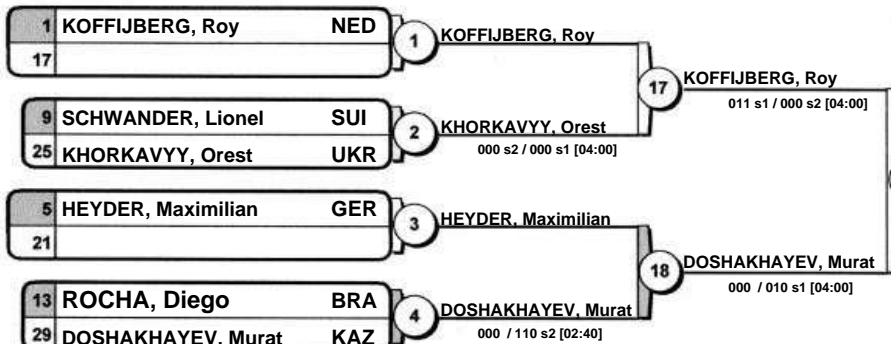 1 KOFFIJBERG, Roy NED
17
1
KOFFIJBERG, Roy
9 SCHWANDER, Lionel SUI
25 KHORKAVYY, Orest UKR
2
KHORKAVYY, Orest
000 s2 / 000 s1 [04:00]
17
KOFFIJBERG, Roy
011 s1 / 000 s2 [04:00]
5 HEYDER, Maximilian GER
21
3
HEYDER, Maximilian
13 ROCHA, Diego BRA
29 DOSHAKHAYEV, Murat KAZ
4
DOSHAKHAYEV, Murat
000 / 110 s2 [02:40]
18
DOSHAKHAYEV, Murat
000 / 010 s1 [04:00]